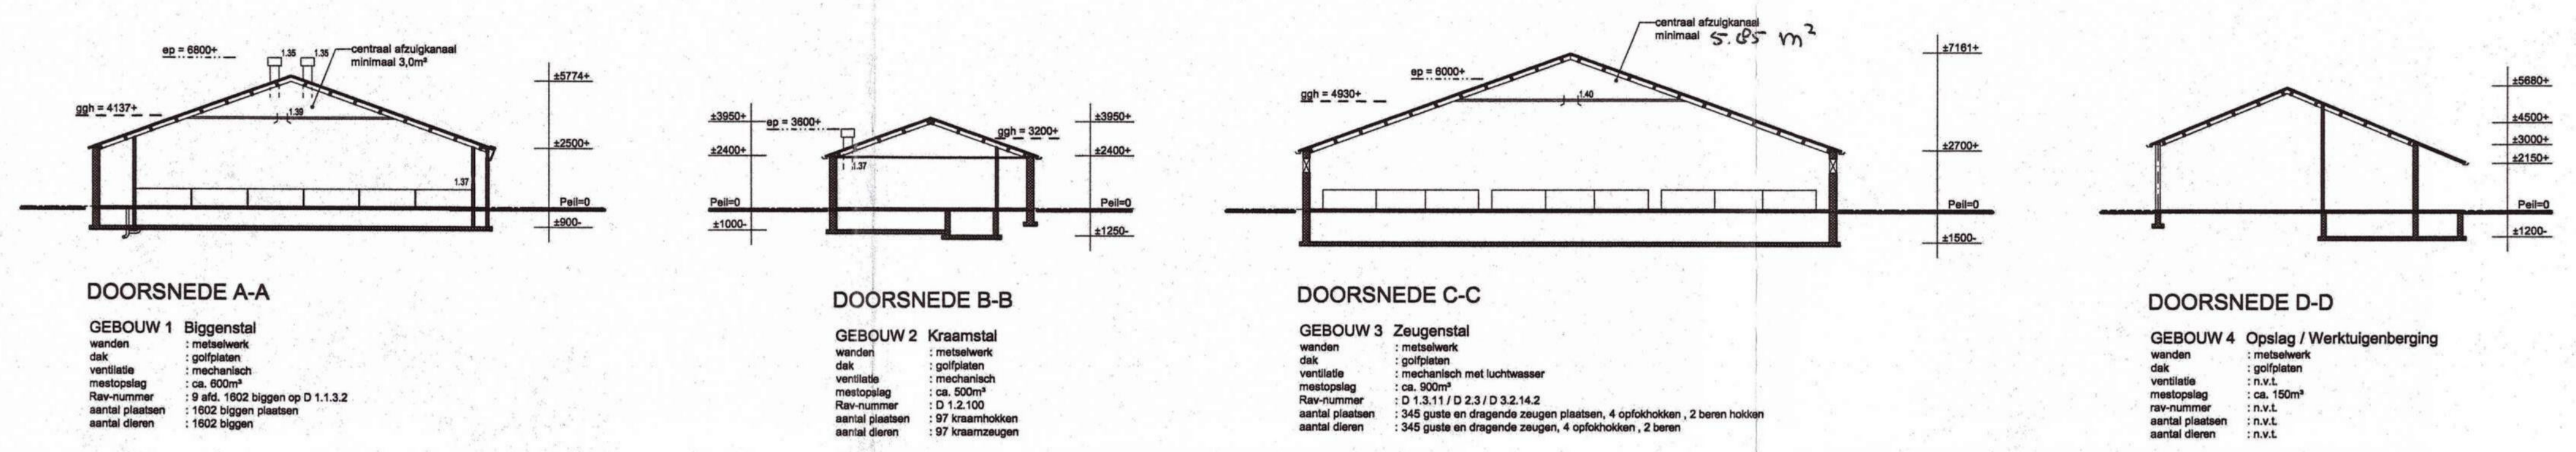 ep = 6800+
1.35
1.35
centraal afzuigkanaal
minimaal 3,0m²
±5774+
ggh = 4137+
1.39
±2500+
1.37
Peil=0
±900-
DOORSNEDE A-A
GEBOUW 1 Biggenstal
wanden : metselwerk
dak : golfplaten
ventilatie : mechanisch
mestopslag : ca. 600m³
Rav-nummer : 9 afd. 1602 biggen op D 1.1.3.2
aantal plaatsen : 1602 biggen plaatsen
aantal dieren : 1602 biggen
±3950+
ep = 3600+
±3950+
ggh = 3200+
±2400+
±2400+
1.37
Peil=0
Peil=0
±1000-
±1250-
DOORSNEDE B-B
GEBOUW 2 Kraamstal
wanden : metselwerk
dak : golfplaten
ventilatie : mechanisch
mestopslag : ca. 500m³
Rav-nummer : D 1.2.100
aantal plaatsen : 97 kraamhokken
aantal dieren : 97 kraamzeugen
centraal afzuigkanaal
minimaal 5.85 m²
±7161+
ep = 6000+
ggh = 4930+
1.40
±2700+
Peil=0
±1500-
DOORSNEDE C-C
GEBOUW 3 Zeugenstal
wanden : metselwerk
dak : golfplaten
ventilatie : mechanisch met luchtwasser
mestopslag : ca. 900m³
Rav-nummer : D 1.3.11 / D 2.3 / D 3.2.14.2
aantal plaatsen : 345 guste en dragende zeugen plaatsen, 4 opfokhokken , 2 beren hokken
aantal dieren : 345 guste en dragende zeugen, 4 opfokhokken , 2 beren
±5680+
±4500+
±3000+
±2150+
Peil=0
±1200-
DOORSNEDE D-D
GEBOUW 4 Opslag / Werktuigenberging
wanden : metselwerk
dak : golfplaten
ventilatie : n.v.t.
mestopslag : ca. 150m³
rav-nummer : n.v.t.
aantal plaatsen : n.v.t.
aantal dieren : n.v.t.